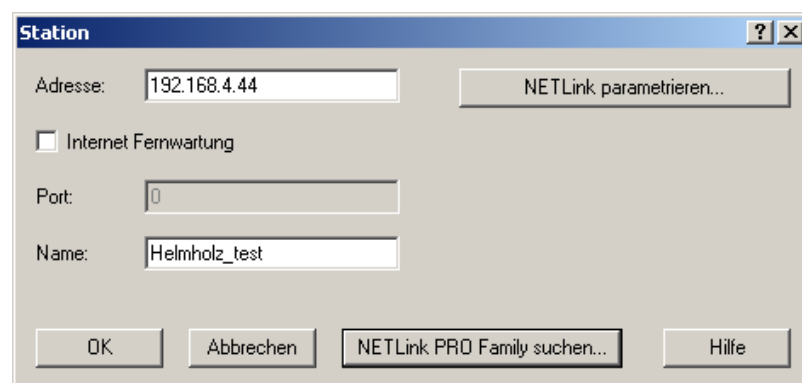 Station
Adresse: 192.168.4.44 NETLink parametrieren...
Internet Fernwartung
Port: 0
Name: Helmholz_test
OK Abbrechen NETLink PRO Family suchen... Hilfe